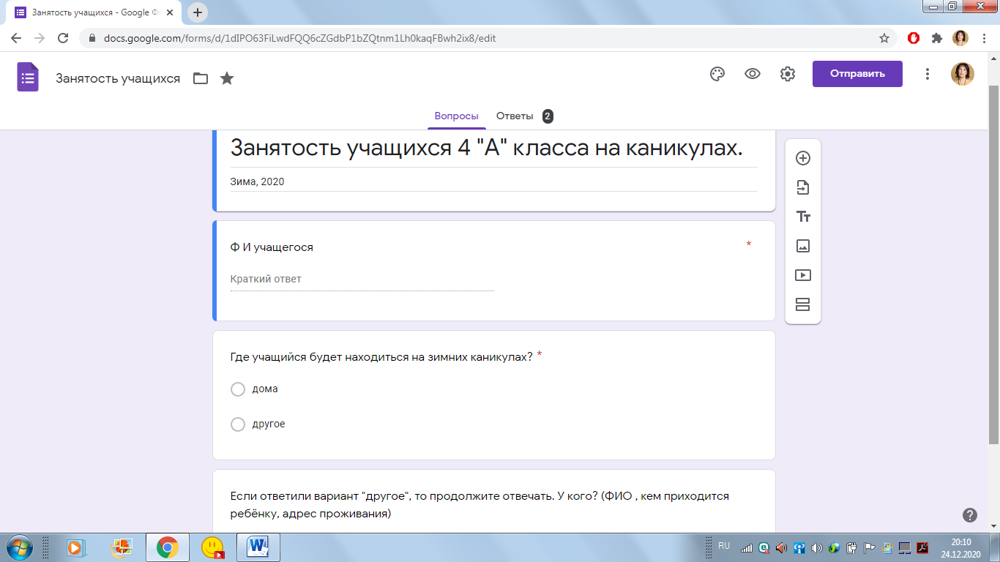 Занятость учащихся - Google Ф
docs.google.com/forms/d/1dIPO63FiLwdFQQ6cZGdbP1bZQtnm1Lh0kaqFBwh2ix8/edit
Занятость учащихся
Отправить
Вопросы Ответы 2
Занятость учащихся 4 "А" класса на каникулах.
Зима, 2020
Ф И учащегося *
Краткий ответ
Где учащийся будет находиться на зимних каникулах? *
дома
другое
Если ответили вариант "другое", то продолжите отвечать. У кого? (ФИО , кем приходится
ребёнку, адрес проживания)
RU
20:10
24.12.2020